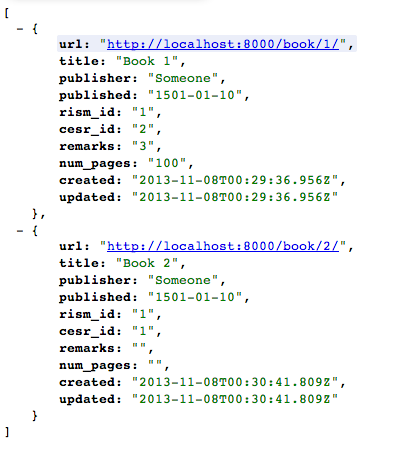 [
- {
url: "http://localhost:8000/book/1/",
title: "Book 1",
publisher: "Someone",
published: "1501-01-10",
rism_id: "1",
cesr_id: "2",
remarks: "3",
num_pages: "100",
created: "2013-11-08T00:29:36.956Z",
updated: "2013-11-08T00:29:36.956Z"
},
- {
url: "http://localhost:8000/book/2/",
title: "Book 2",
publisher: "Someone",
published: "1501-01-10",
rism_id: "1",
cesr_id: "1",
remarks: "",
num_pages: "",
created: "2013-11-08T00:30:41.809Z",
updated: "2013-11-08T00:30:41.809Z"
}
]